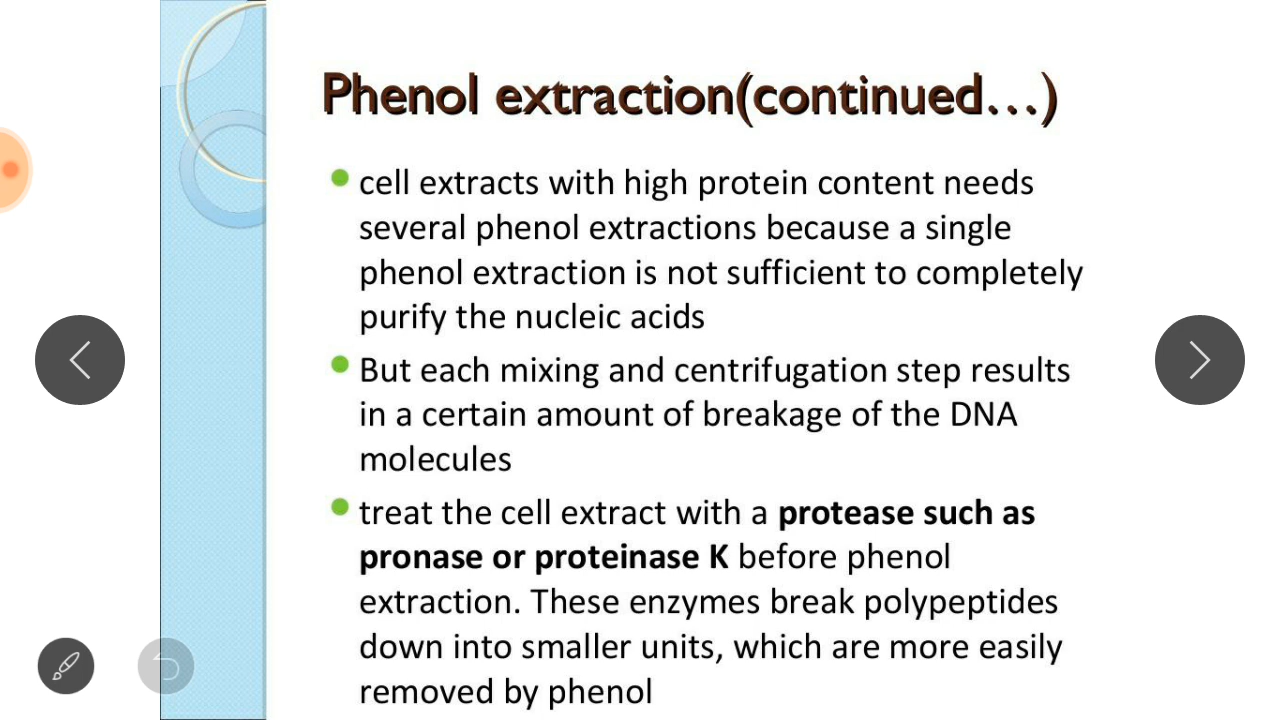 Phenol extraction(continued...)
cell extracts with high protein content needs
several phenol extractions because a single
phenol extraction is not sufficient to completely
purify the nucleic acids
But each mixing and centrifugation step results
in a certain amount of breakage of the DNA
molecules
treat the cell extract with a protease such as
pronase or proteinase K before phenol
extraction. These enzymes break polypeptides
down into smaller units, which are more easily
removed by phenol